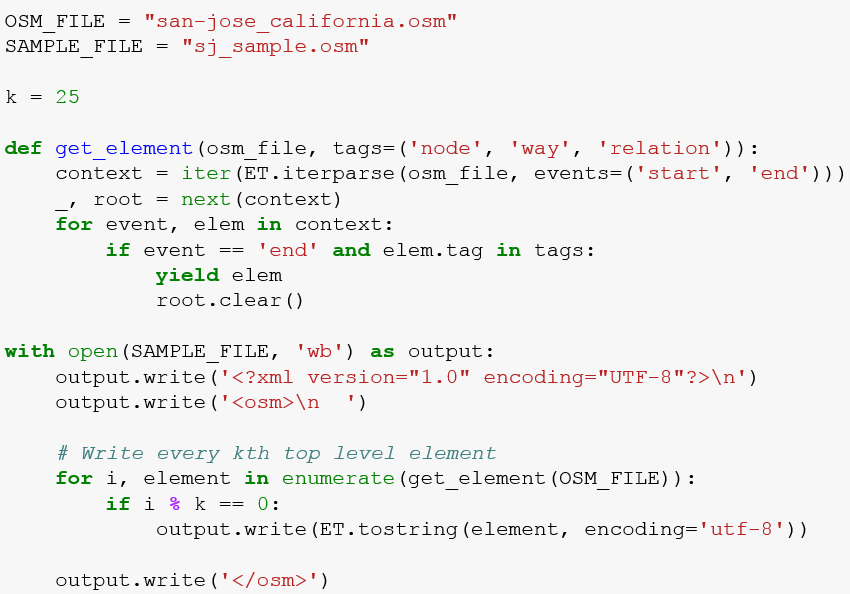 OSM_FILE = "san-jose_california.osm"
SAMPLE_FILE = "sj_sample.osm"

k = 25

def get_element(osm_file, tags=('node', 'way', 'relation')):
    context = iter(ET.iterparse(osm_file, events=('start', 'end')))
    _, root = next(context)
    for event, elem in context:
        if event == 'end' and elem.tag in tags:
            yield elem
            root.clear()

with open(SAMPLE_FILE, 'wb') as output:
    output.write('<?xml version="1.0" encoding="UTF-8"?>\n')
    output.write('<osm>\n  ')

    # Write every kth top level element
    for i, element in enumerate(get_element(OSM_FILE)):
        if i % k == 0:
            output.write(ET.tostring(element, encoding='utf-8'))

    output.write('</osm>')